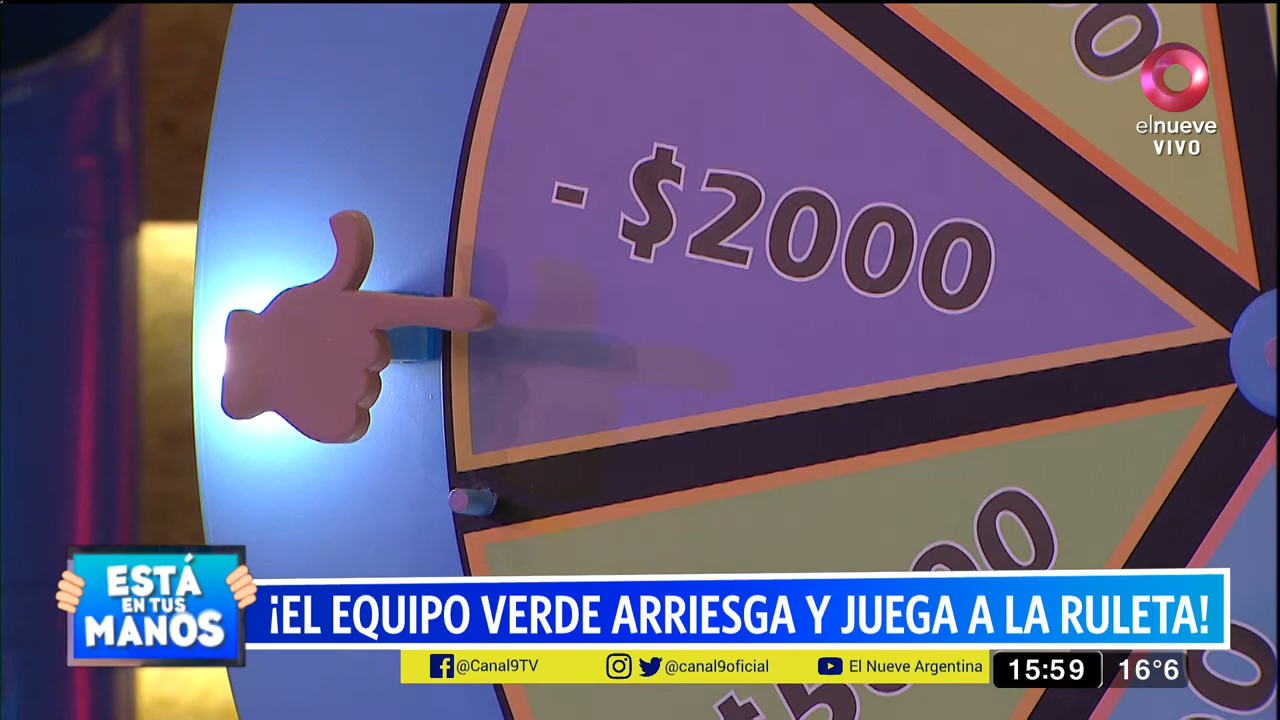 elnueve
VIVO
- $2000
ESTÁ
EN TUS
MANOS
¡EL EQUIPO VERDE ARRIESGA Y JUEGA A LA RULETA!
@Canal9TV
@canal9oficial
El Nueve Argentina
15:59
16°6